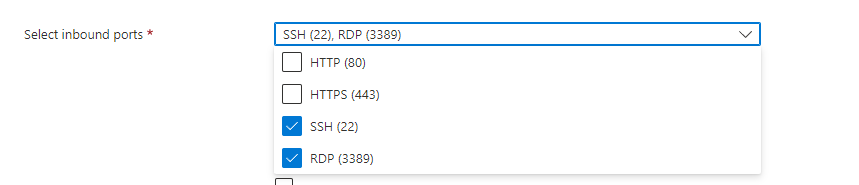 Select inbound ports *
SSH (22), RDP (3389)
HTTP (80)
HTTPS (443)
SSH (22)
RDP (3389)